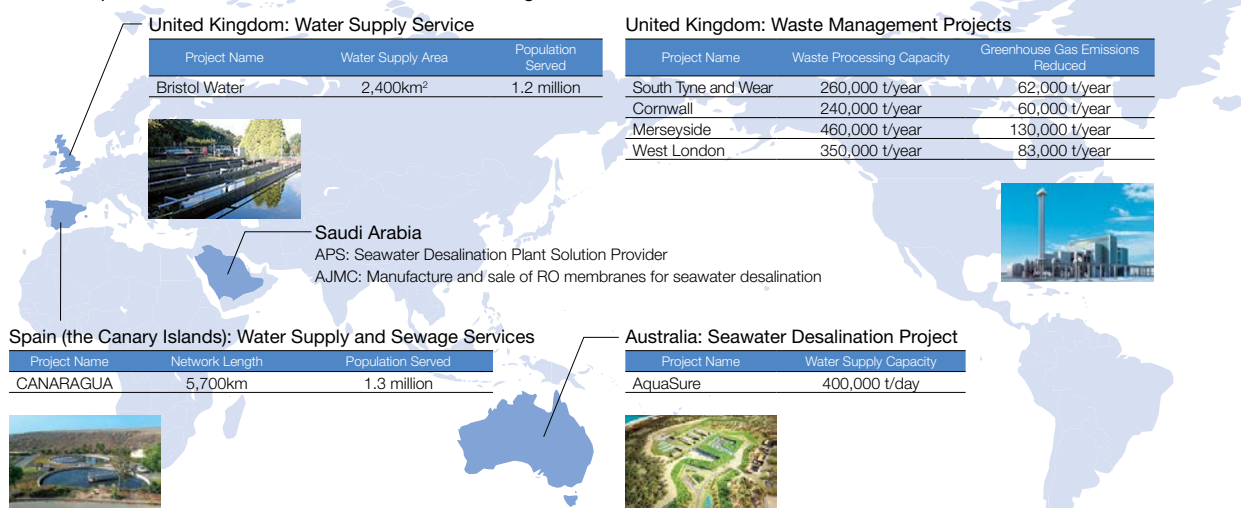 United Kingdom: Water Supply Service
Project Name Water Supply Area Population Served
Bristol Water 2,400km² 1.2 million
United Kingdom: Waste Management Projects
Project Name Waste Processing Capacity Greenhouse Gas Emissions Reduced
South Tyne and Wear 260,000 t/year 62,000 t/year
Cornwall 240,000 t/year 60,000 t/year
Merseyside 460,000 t/year 130,000 t/year
West London 350,000 t/year 83,000 t/year
Saudi Arabia
APS: Seawater Desalination Plant Solution Provider
AJMC: Manufacture and sale of RO membranes for seawater desalination
Spain (the Canary Islands): Water Supply and Sewage Services
Project Name Network Length Population Served
CANARAGUA 5,700km 1.3 million
Australia: Seawater Desalination Project
Project Name Water Supply Capacity
AquaSure 400,000 t/day